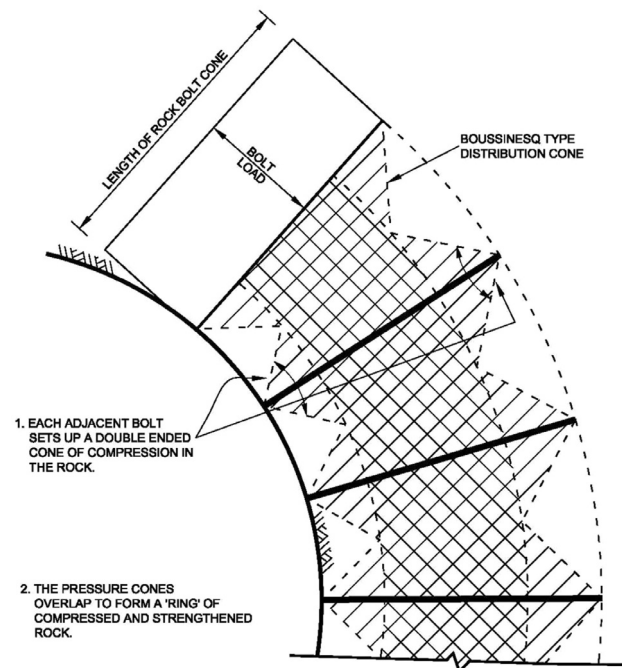 LENGTH OF ROCK BOLT CONE
BOLT
LOAD
BOUSSINESQ TYPE
DISTRIBUTION CONE
1. EACH ADJACENT BOLT
SETS UP A DOUBLE ENDED
CONE OF COMPRESSION IN
THE ROCK.
2. THE PRESSURE CONES
OVERLAP TO FORM A 'RING' OF
COMPRESSED AND STRENGTHENED
ROCK.